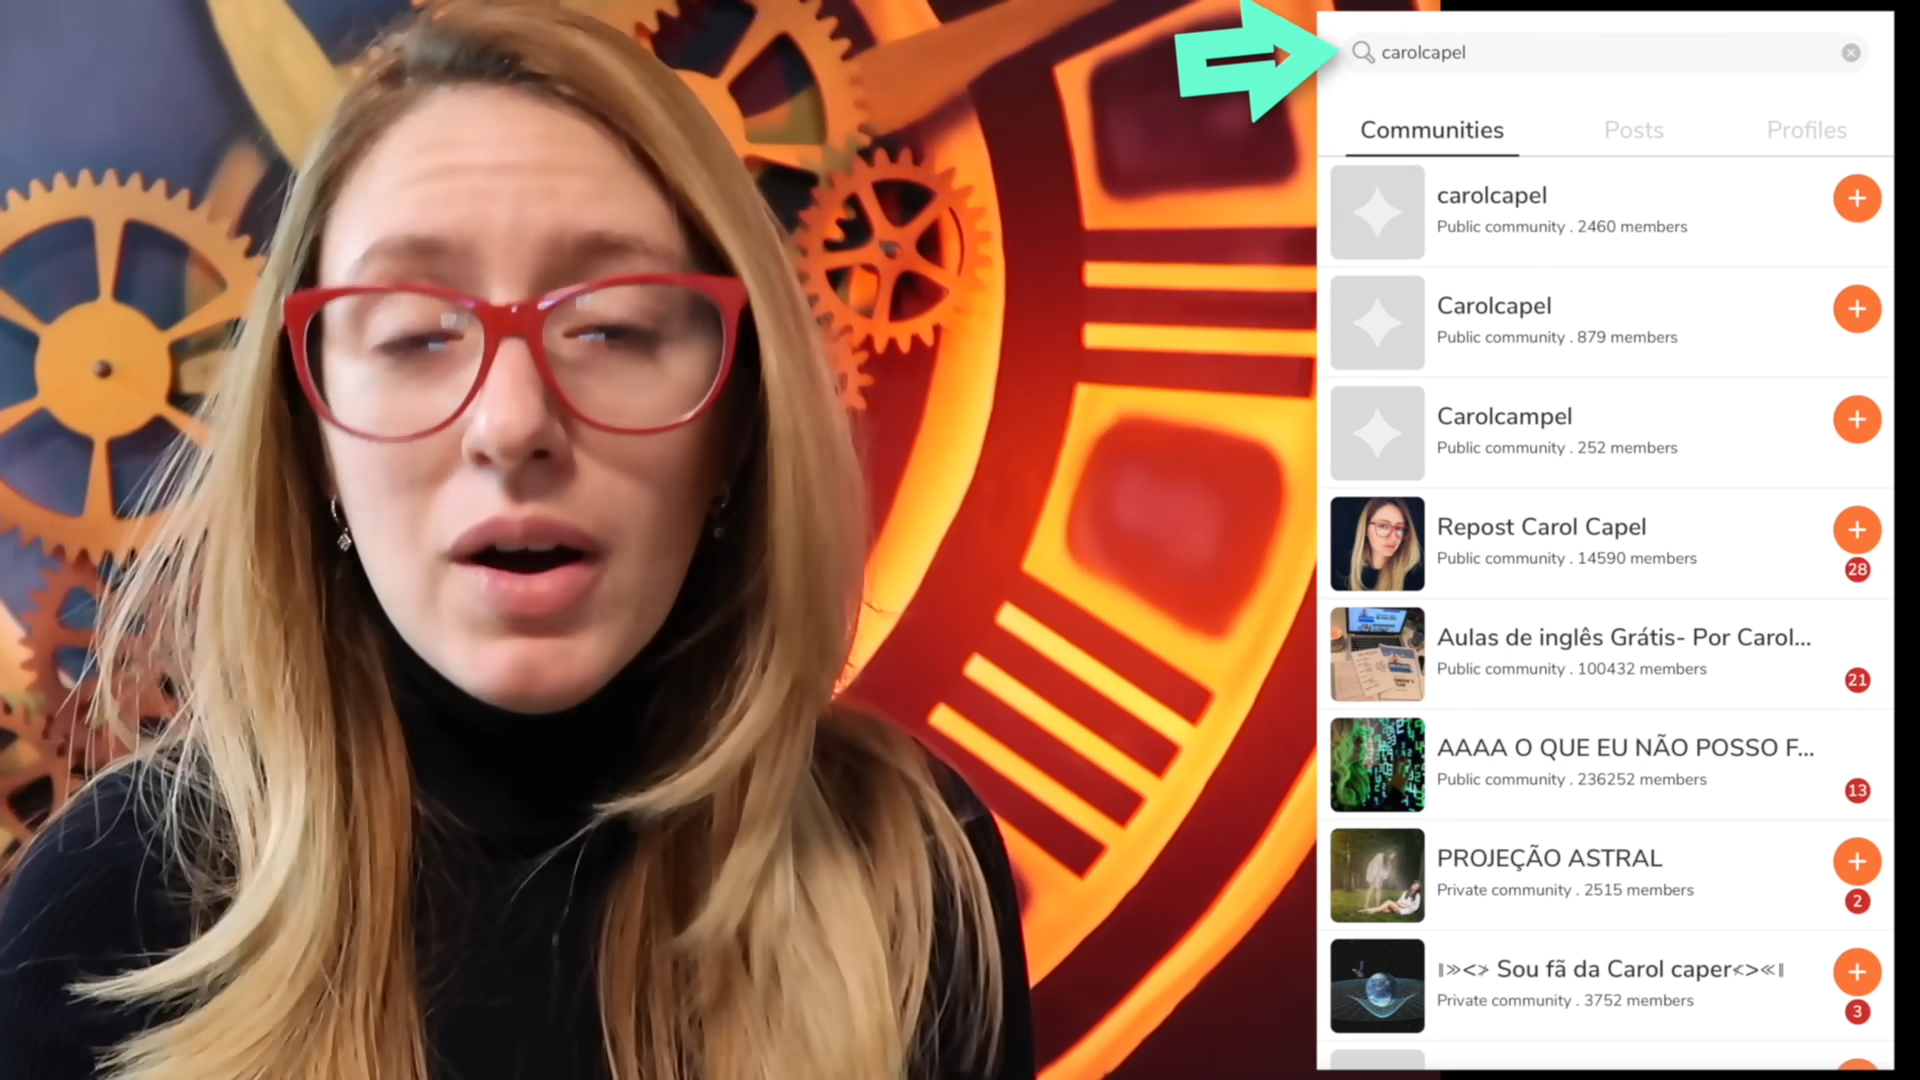 carolcapel
Communities
Posts
Profiles
carolcapel
Public community . 2460 members
Carolcapel
Public community . 879 members
Carolcampel
Public community . 252 members
Repost Carol Capel
Public community . 14590 members
28
Aulas de inglês Grátis- Por Carol...
Public community . 100432 members
21
AAAA O QUE EU NÃO POSSO F...
Public community . 236252 members
13
PROJEÇÃO ASTRAL
Private community . 2515 members
2
‖»<> Sou fã da Carol caper<>«‖
Private community . 3752 members
3